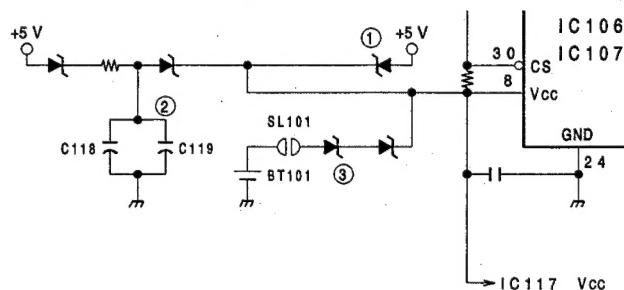 +5 V
①
+5 V
IC106
IC107
30
CS
8
Vcc
②
SL101
C118
C119
GND
24
BT101
③
IC117 Vcc